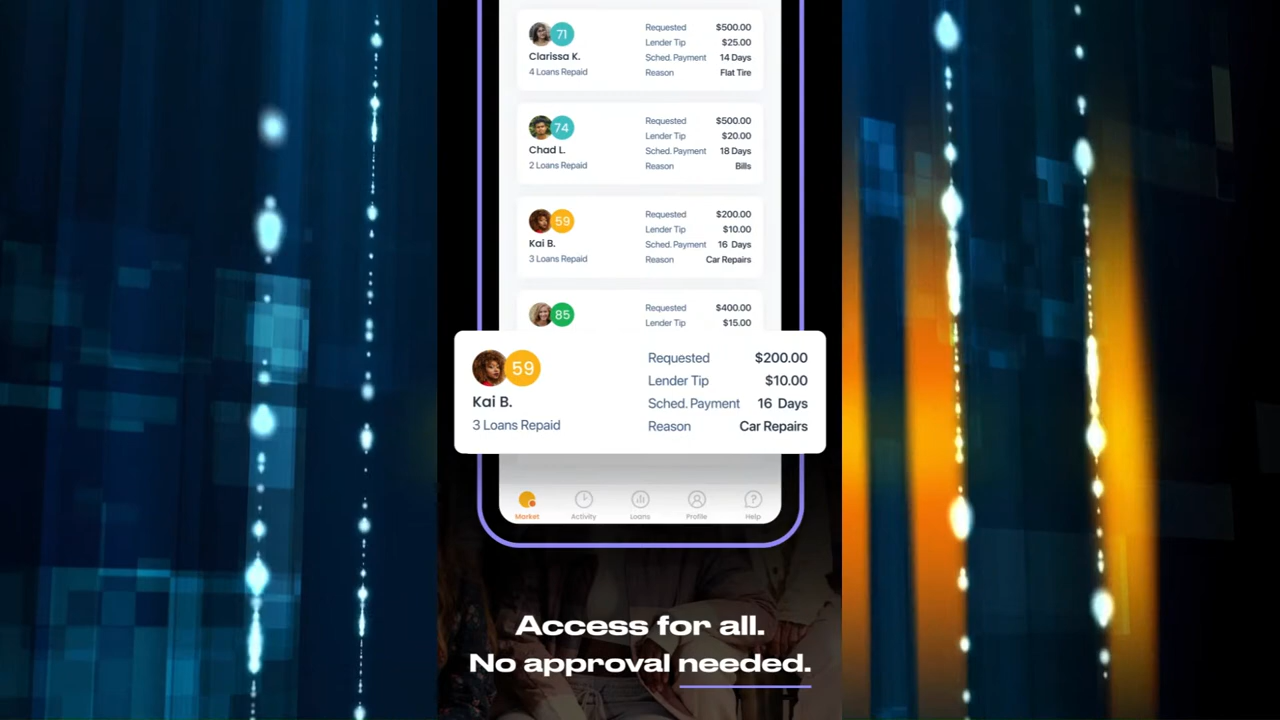 71
Clarissa K.
4 Loans Repaid
Requested $500.00
Lender Tip $25.00
Sched. Payment 14 Days
Reason Flat Tire
74
Chad L.
2 Loans Repaid
Requested $500.00
Lender Tip $20.00
Sched. Payment 18 Days
Reason Bills
59
Kai B.
3 Loans Repaid
Requested $200.00
Lender Tip $10.00
Sched. Payment 16 Days
Reason Car Repairs
85
Requested $400.00
Lender Tip $15.00
59
Kai B.
3 Loans Repaid
Requested $200.00
Lender Tip $10.00
Sched. Payment 16 Days
Reason Car Repairs
Market Activity Loans Profile Help
Access for all.
No approval needed.